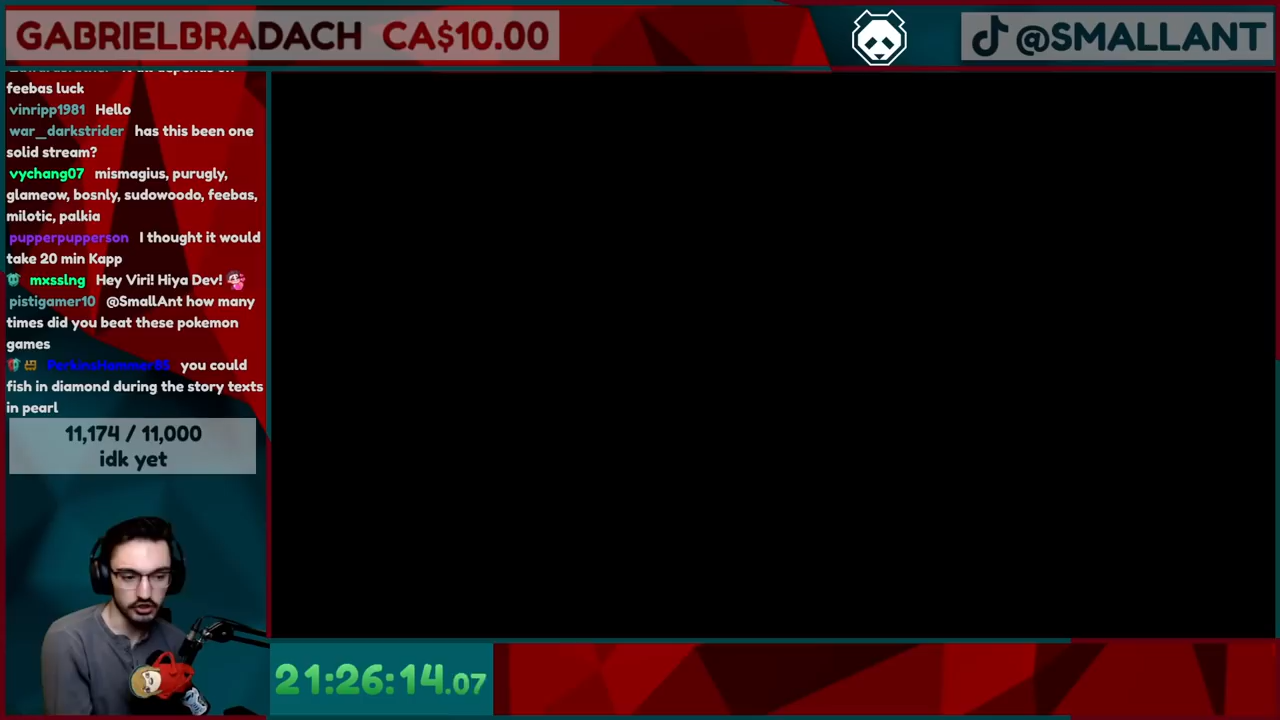 GABRIELBRADACH CA$10.00
@SMALLANT
feebas luck
vinripp1981 Hello
war__darkstrider has this been one
solid stream?
vychang07 mismagius, purugly,
glameow, bosnly, sudowoodo, feebas,
milotic, palkia
pupperpupperson I thought it would
take 20 min Kapp
mxsslng Hey Viri! Hiya Dev!
pistigamer10 @SmallAnt how many
times did you beat these pokemon
games
PerkinsHammer85 you could
fish in diamond during the story texts
in pearl
11,174 / 11,000
idk yet
21:26:14.07